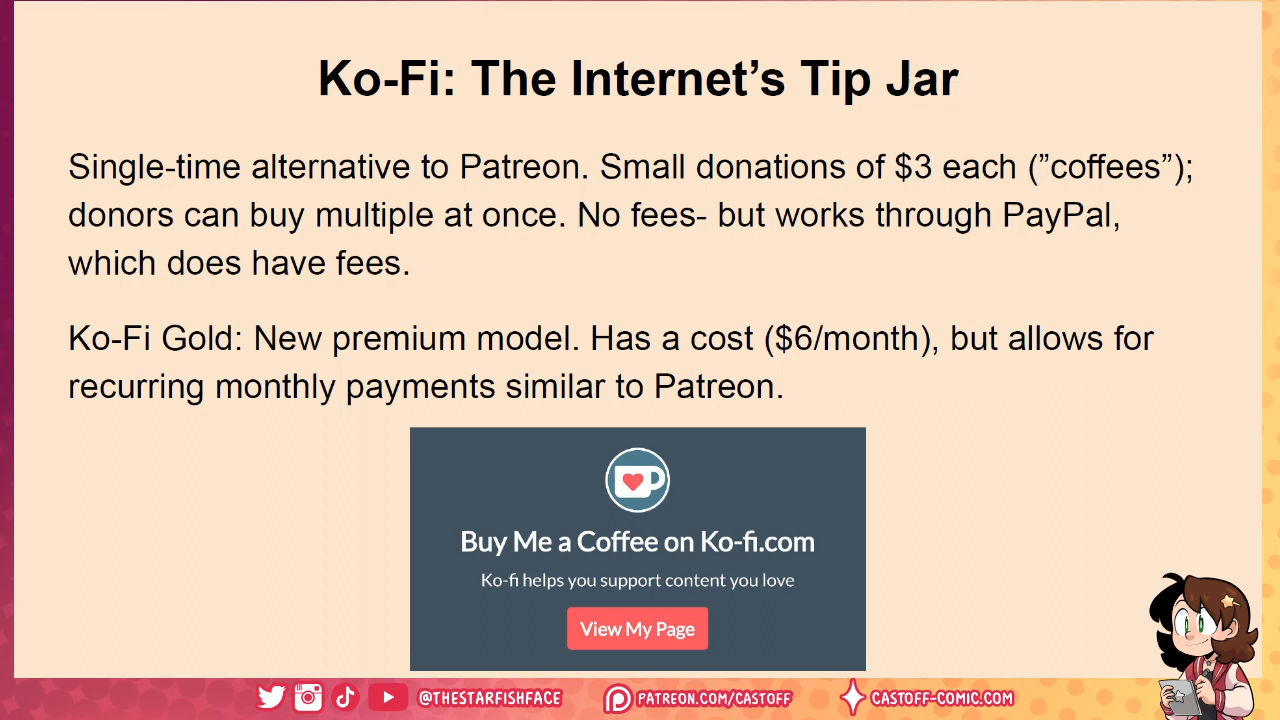 Ko-Fi: The Internet’s Tip Jar
Single-time alternative to Patreon. Small donations of $3 each (”coffees”);
donors can buy multiple at once. No fees- but works through PayPal,
which does have fees.
Ko-Fi Gold: New premium model. Has a cost ($6/month), but allows for
recurring monthly payments similar to Patreon.
Buy Me a Coffee on Ko-fi.com
Ko-fi helps you support content you love
View My Page
@THESTARFISHFACE PATREON.COM/CASTOFF CASTOFF-COMIC.COM